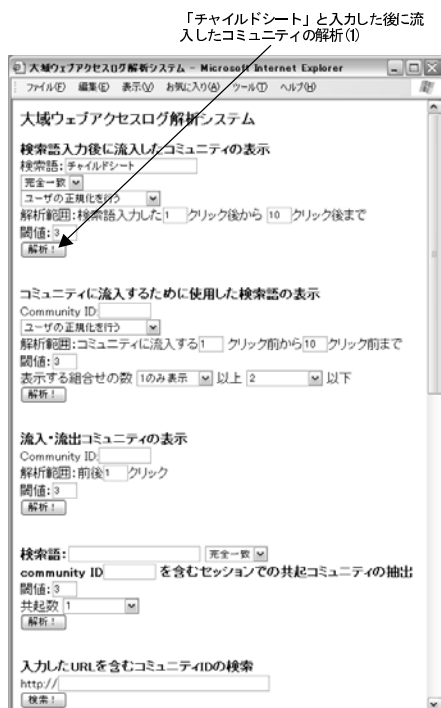 「チャイルドシート」と入力した後に流
入したコミュニティの解析(1)
大域ウェブアクセスログ解析システム - Microsoft Internet Explorer
ファイル(F) 編集(E) 表示(V) お気に入り(A) ツール(T) ヘルプ(H)
大域ウェブアクセスログ解析システム
検索語入力後に流入したコミュニティの表示
検索語: チャイルドシート
完全一致
ユーザの正規化を行う
解析範囲:検索語入力した 1 クリック後から 10 クリック後まで
閾値: 3
解析!
コミュニティに流入するために使用した検索語の表示
Community ID:
ユーザの正規化を行う
解析範囲:コミュニティに流入する 1 クリック前から 10 クリック前まで
閾値: 3
表示する組合せの数 1のみ表示 以上 2 以下
解析!
流入・流出コミュニティの表示
Community ID:
解析範囲:前後 1 クリック
閾値: 3
解析!
検索語: 完全一致
community ID を含むセッションでの共起コミュニティの抽出
閾値: 3
共起数 1
解析!
入力したURLを含むコミュニティIDの検索
http://
検索!